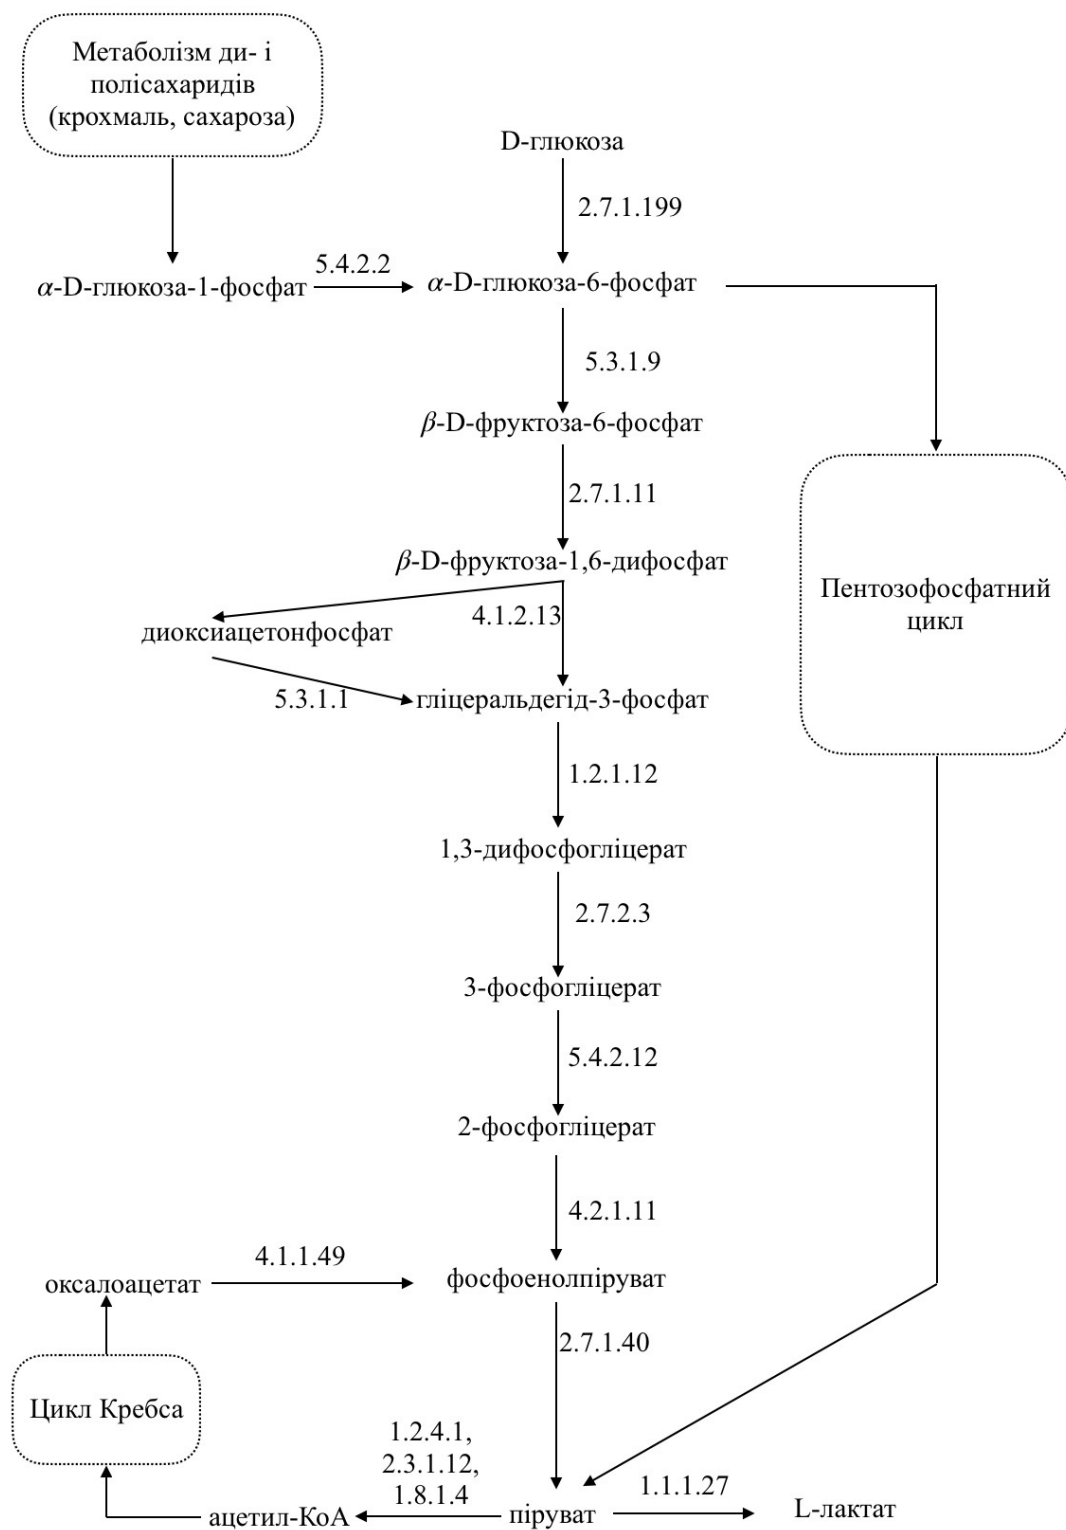 Метаболізм ди- і
полісахаридів
(крохмаль, сахароза)
D-глюкоза
2.7.1.199
α-D-глюкоза-1-фосфат
5.4.2.2
α-D-глюкоза-6-фосфат
5.3.1.9
β-D-фруктоза-6-фосфат
2.7.1.11
β-D-фруктоза-1,6-дифосфат
4.1.2.13
диоксиацетонфосфат
5.3.1.1
гліцеральдегід-3-фосфат
Пентозофосфатний
цикл
1.2.1.12
1,3-дифосфогліцерат
2.7.2.3
3-фосфогліцерат
5.4.2.12
2-фосфогліцерат
4.2.1.11
оксалоацетат
4.1.1.49
фосфоенолпіруват
2.7.1.40
Цикл Кребса
1.2.4.1,
2.3.1.12,
1.8.1.4
ацетил-КоА
піруват
1.1.1.27
L-лактат